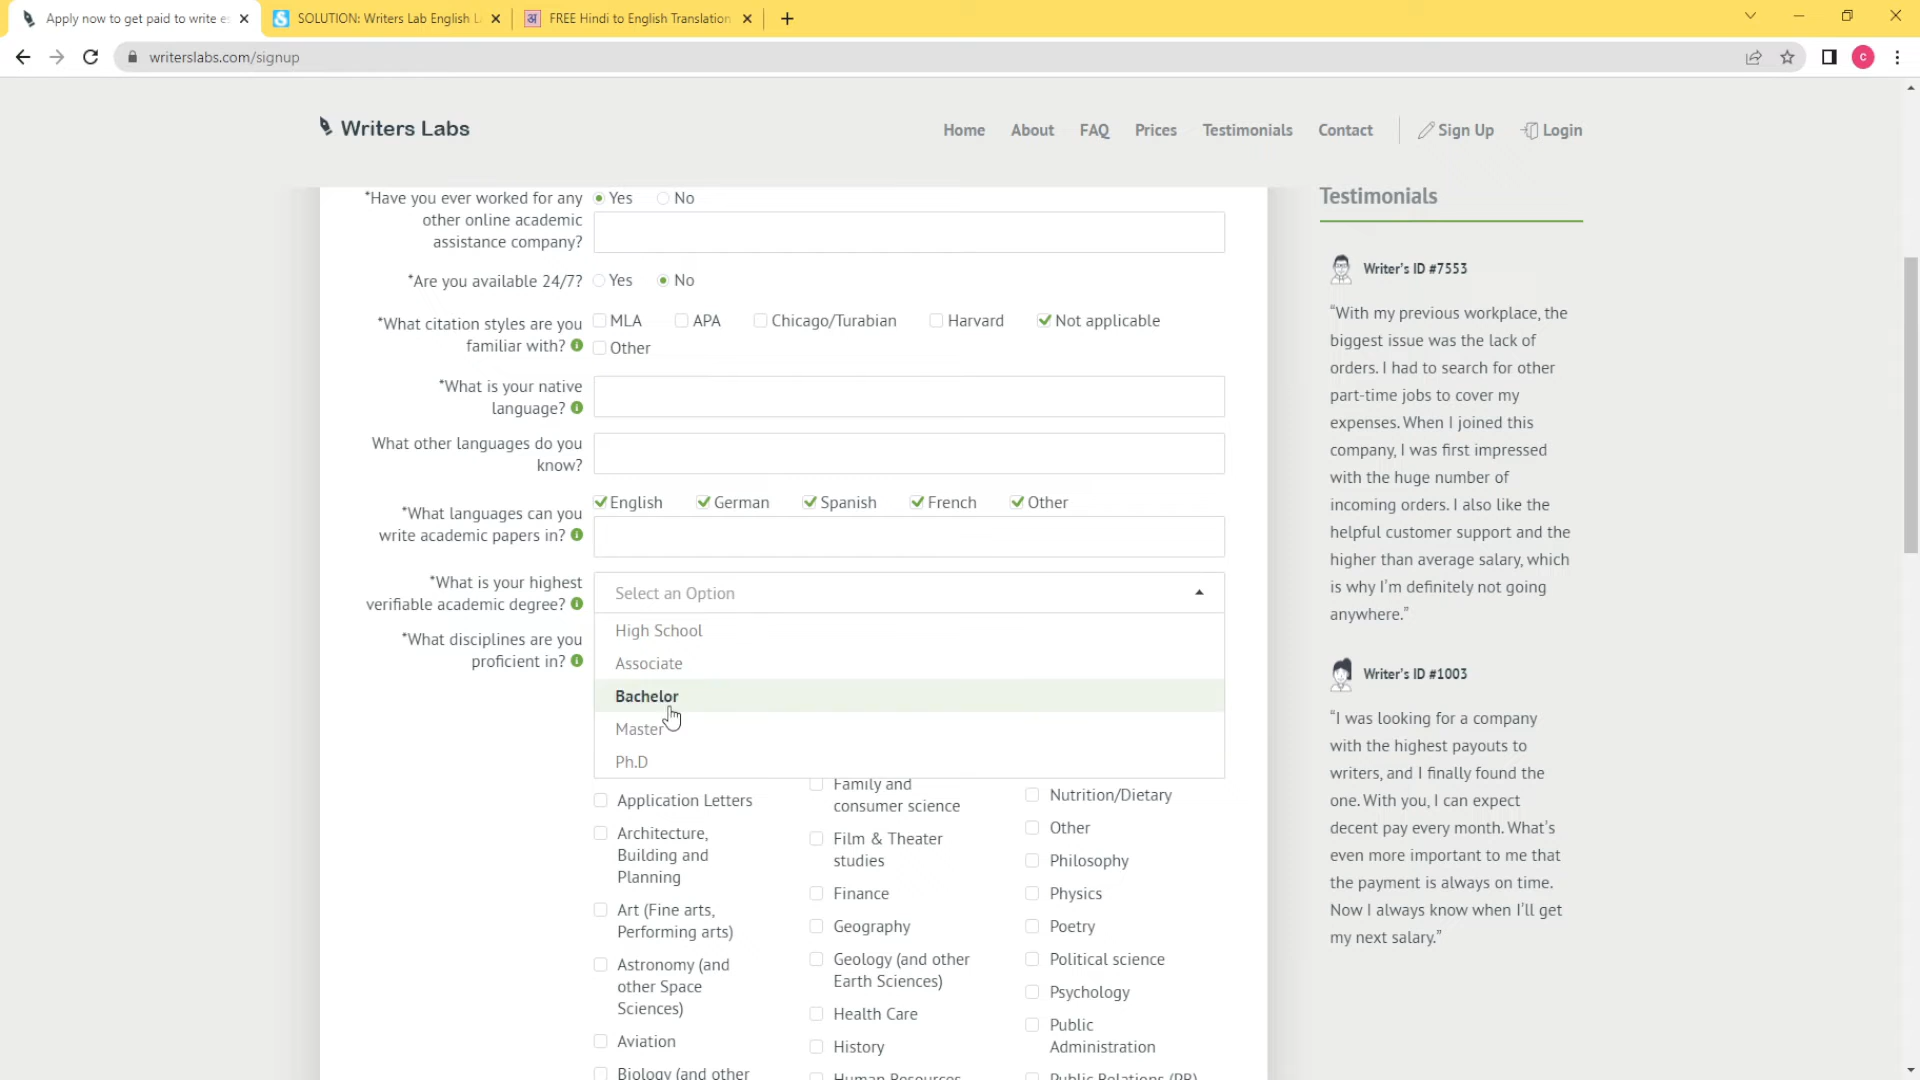 Apply now to get paid to write es
SOLUTION: Writers Lab English L
FREE Hindi to English Translation
writerslabs.com/signup
C
Writers Labs
Home About FAQ Prices Testimonials Contact Sign Up Login
*Have you ever worked for any
other online academic
assistance company?
Yes No
*Are you available 24/7?
Yes No
*What citation styles are you
familiar with?
MLA APA Chicago/Turabian Harvard Not applicable
Other
*What is your native
language?
What other languages do you
know?
*What languages can you
write academic papers in?
English German Spanish French Other
*What is your highest
verifiable academic degree?
Select an Option
High School
Associate
Bachelor
Master
Ph.D
*What disciplines are you
proficient in?
Application Letters
Architecture,
Building and
Planning
Art (Fine arts,
Performing arts)
Astronomy (and
other Space
Sciences)
Aviation
Biology (and other
Family and
consumer science
Film & Theater
studies
Finance
Geography
Geology (and other
Earth Sciences)
Health Care
History
Human Resources
Nutrition/Dietary
Other
Philosophy
Physics
Poetry
Political science
Psychology
Public
Administration
Public Relations (PR)
Testimonials
Writer's ID #7553
"With my previous workplace, the
biggest issue was the lack of
orders. I had to search for other
part-time jobs to cover my
expenses. When I joined this
company, I was first impressed
with the huge number of
incoming orders. I also like the
helpful customer support and the
higher than average salary, which
is why I'm definitely not going
anywhere."
Writer's ID #1003
"I was looking for a company
with the highest payouts to
writers, and I finally found the
one. With you, I can expect
decent pay every month. What's
even more important to me that
the payment is always on time.
Now I always know when I'll get
my next salary."